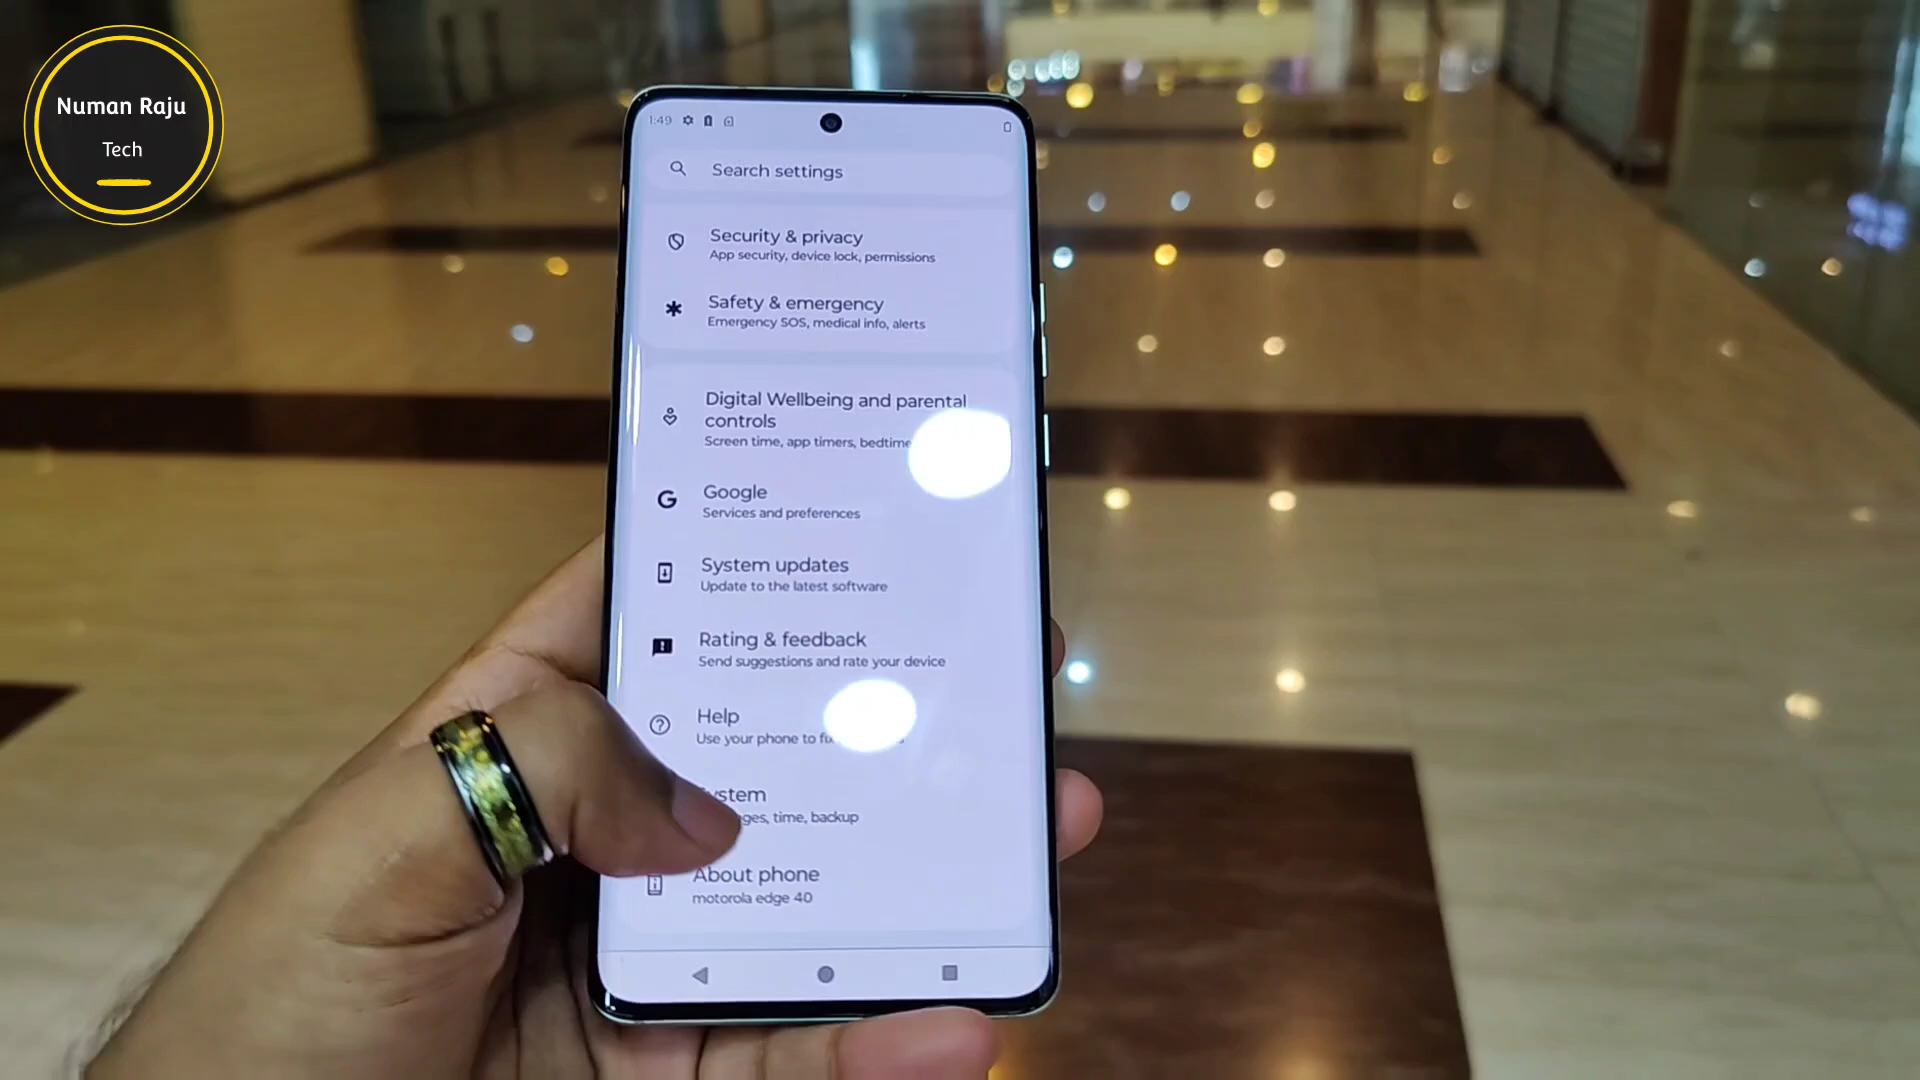 Numan Raju
Tech
1:49
Search settings
Security & privacy
App security, device lock, permissions
Safety & emergency
Emergency SOS, medical info, alerts
Digital Wellbeing and parental
controls
Screen time, app timers, bedtime
Google
Services and preferences
System updates
Update to the latest software
Rating & feedback
Send suggestions and rate your device
Help
Use your phone to
time, backup
About phone
motorola edge 40